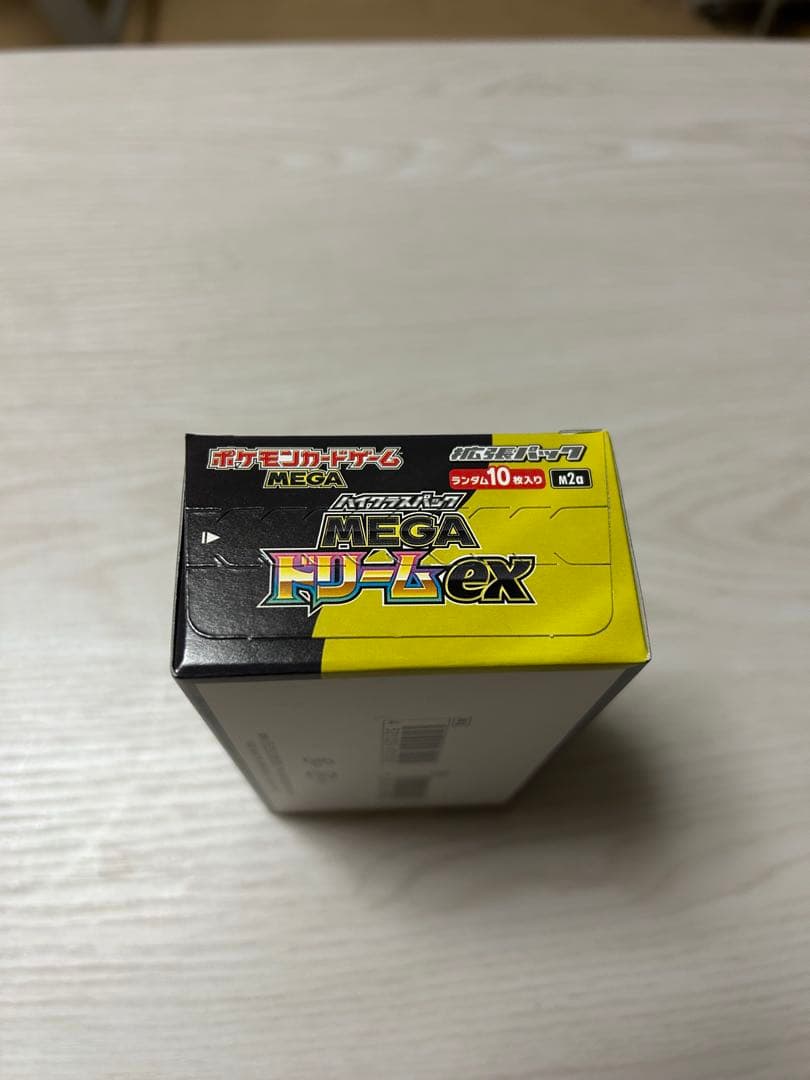 ポケモンカードゲーム
MEGA
拡張パック
ランダム10枚入り M2a
ハイクラスパック
MEGA
ドリームex